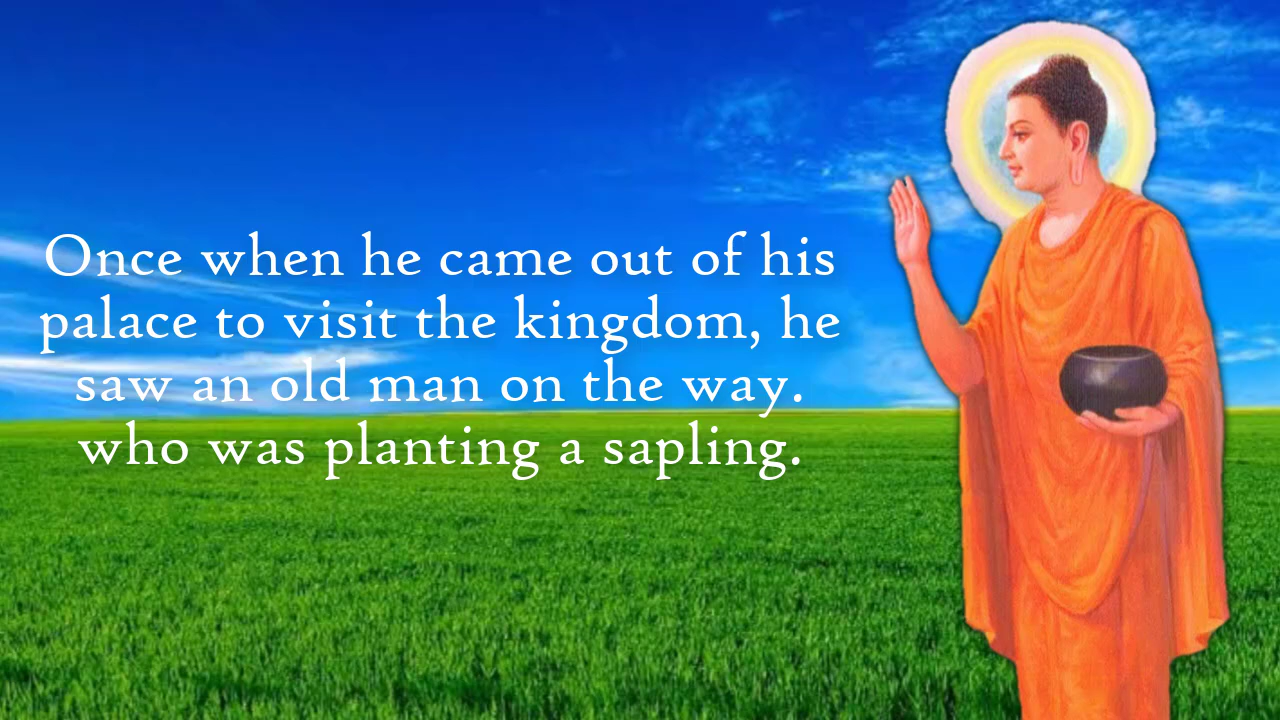 Once when he came out of his
palace to visit the kingdom, he
saw an old man on the way.
who was planting a sapling.